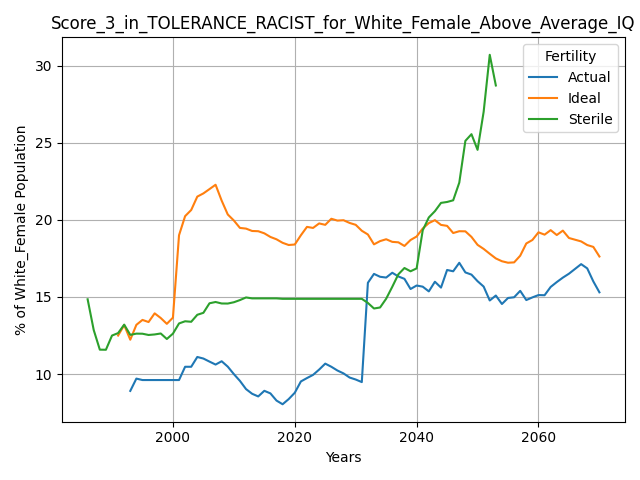 Score_3_in_TOLERANCE_RACIST_for_White_Female_Above_Average_IQ
% of White_Female Population
30
25
20
15
10
Fertility
Actual
Ideal
Sterile
2000
2020
2040
2060
Years